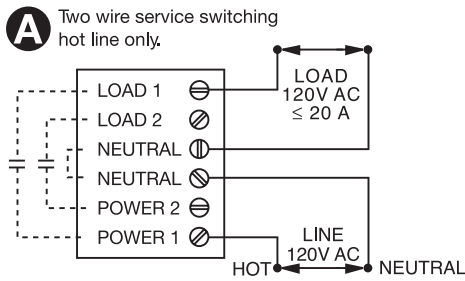 A Two wire service switching
hot line only.
LOAD 1
LOAD 2
NEUTRAL
NEUTRAL
POWER 2
POWER 1
LOAD
120V AC
≤ 20 A
LINE
120V AC
HOT
NEUTRAL